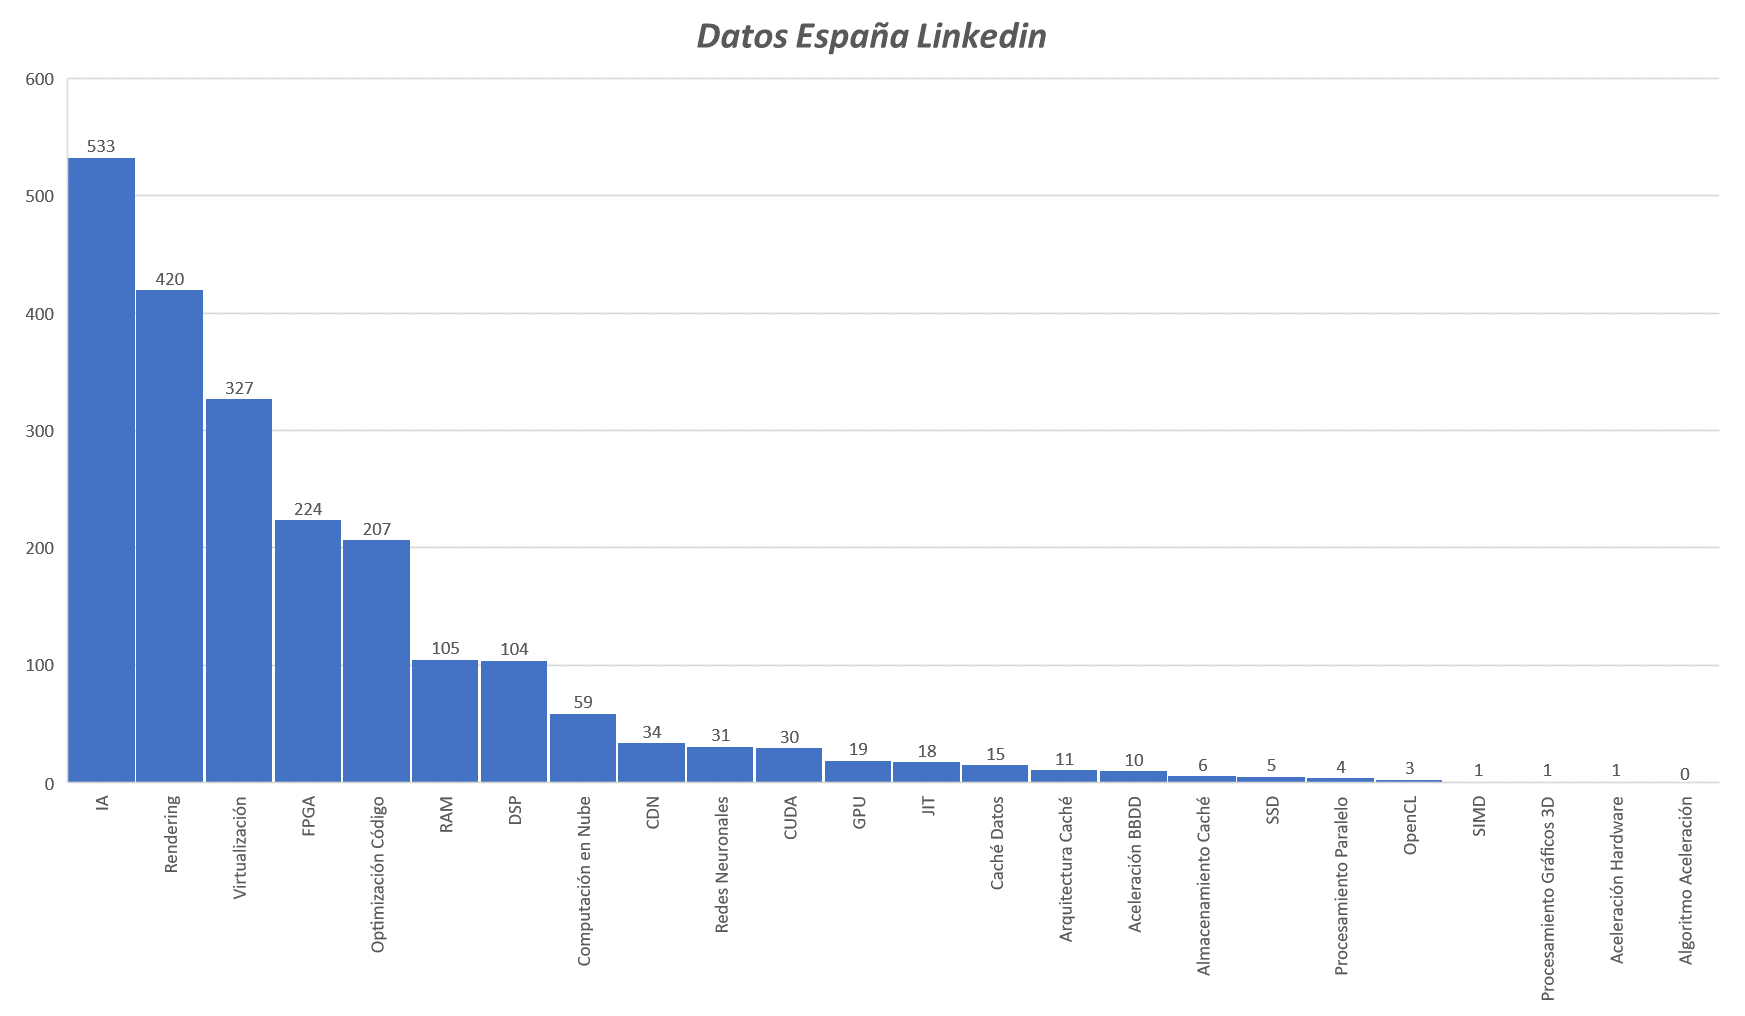 Datos España Linkedin
600
500
400
300
200
100
0
533
420
327
224
207
105
104
59
34
31
30
19
18
15
11
10
6
5
4
3
1
1
1
0
IA
Rendering
Virtualización
FPGA
Optimización Código
RAM
DSP
Computación en Nube
CDN
Redes Neuronales
CUDA
GPU
JIT
Caché Datos
Arquitectura Caché
Aceleración BBDD
Almacenamiento Caché
SSD
Procesamiento Paralelo
OpenCL
SIMD
Procesamiento Gráficos 3D
Aceleración Hardware
Algoritmo Aceleración